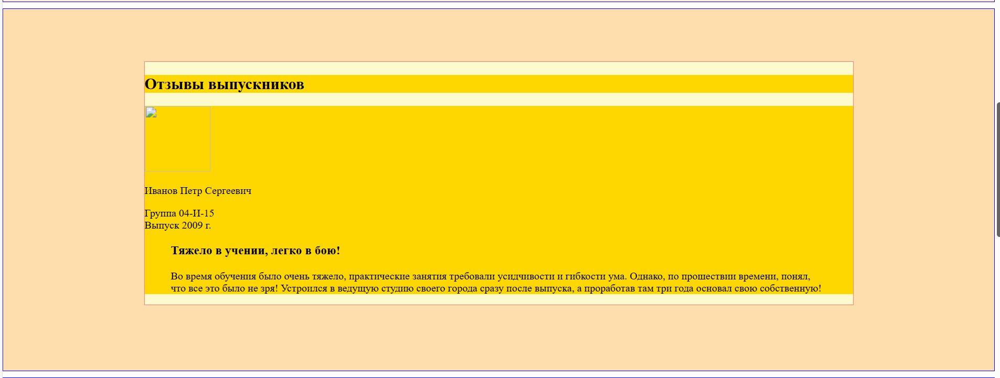 Отзывы выпускников
Иванов Петр Сергеевич
Группа 04-И-15
Выпуск 2009 г.
Тяжело в учении, легко в бою!
Во время обучения было очень тяжело, практические занятия требовали усидчивости и гибкости ума. Однако, по прошествии времени, понял,
что все это было не зря! Устроился в ведущую студию своего города сразу после выпуска, а проработав там три года основал свою собственную!